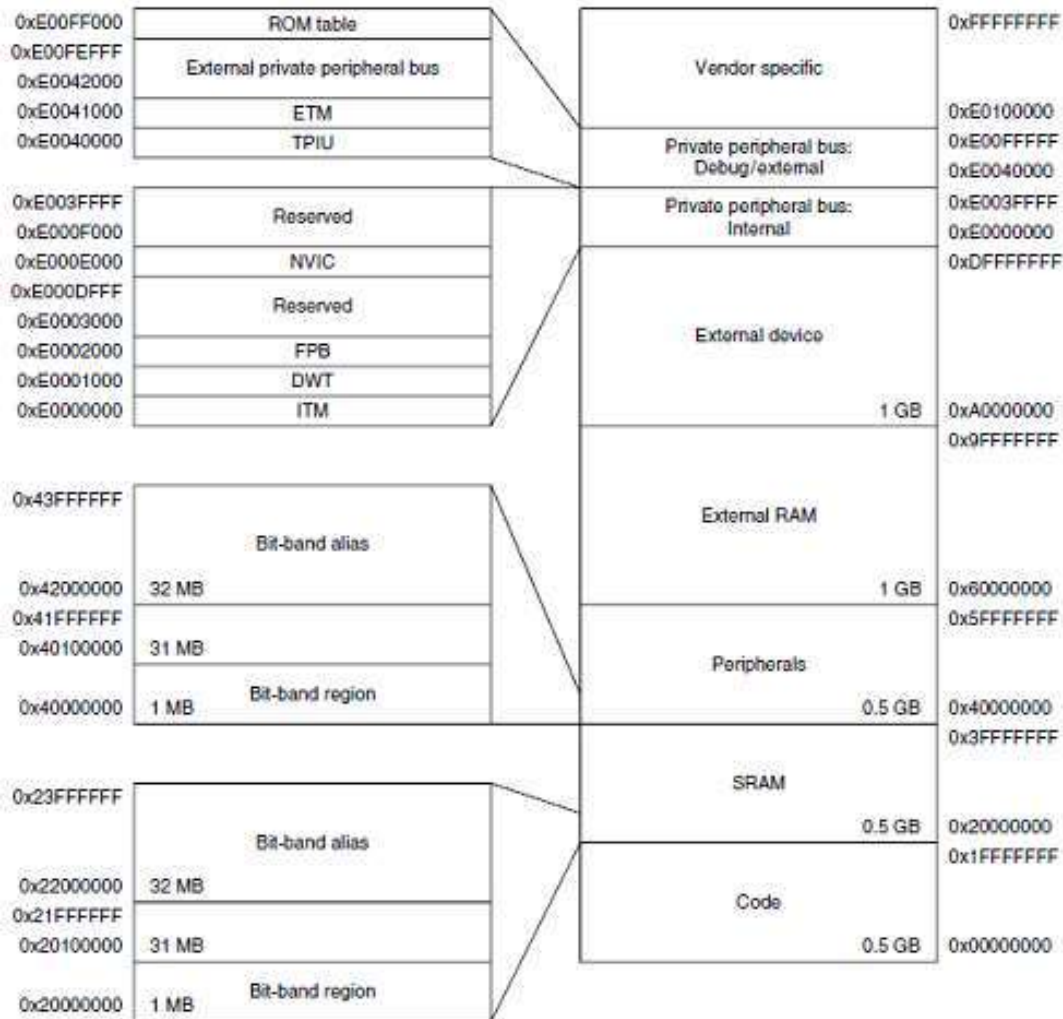 0xE00FF000
ROM table
0xE00FEFFF
External private peripheral bus
0xE0042000
0xE0041000
ETM
0xE0040000
TPIU
0xE003FFFF
Reserved
0xE000F000
0xE000E000
NVIC
0xE000DFFF
Reserved
0xE0003000
0xE0002000
FPB
0xE0001000
DWT
0xE0000000
ITM
0x43FFFFFF
Bit-band alias
0x42000000
32 MB
0x41FFFFFF
0x40100000
31 MB
Bit-band region
0x40000000
1 MB
0x23FFFFFF
Bit-band alias
0x22000000
32 MB
0x21FFFFFF
0x20100000
31 MB
Bit-band region
0x20000000
1 MB
0xFFFFFFFF
Vendor specific
0xE0100000
0xE00FFFFF
Private peripheral bus:
Debug/external
0xE0040000
0xE003FFFF
Private peripheral bus:
Internal
0xE0000000
0xDFFFFFFF
External device
1 GB
0xA0000000
0x9FFFFFFF
External RAM
1 GB
0x60000000
0x5FFFFFFF
Peripherals
0.5 GB
0x40000000
0x3FFFFFFF
SRAM
0.5 GB
0x20000000
0x1FFFFFFF
Code
0.5 GB
0x00000000